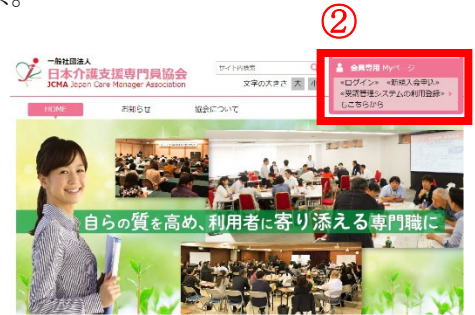 ②
一般社団法人
日本介護支援専門員協会
JCMA Japan Care Manager Association
サイト内検索
文字の大きさ 大 小
会員専用 Myページ
«ログイン» «新規入会申込»
«受講管理システムの利用登録»
もこちらから
HOME
お知らせ
協会について
自らの質を高め、利用者に寄り添える専門職に